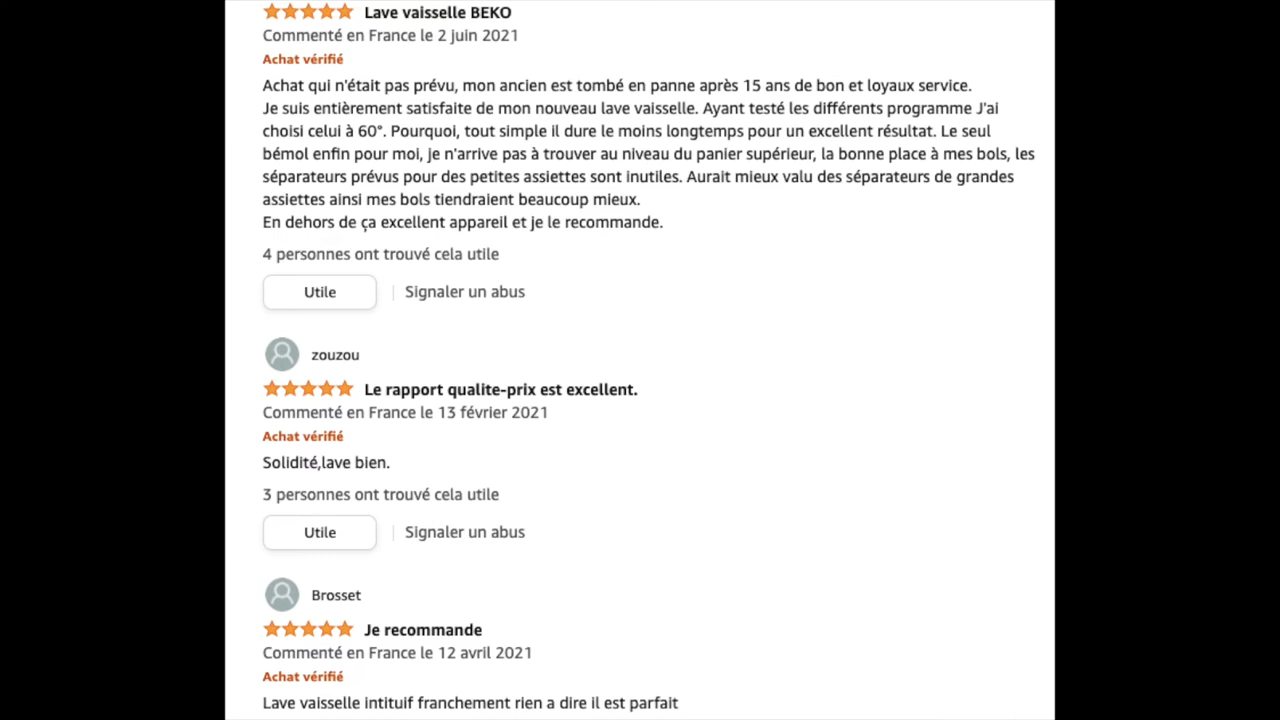 Lave vaisselle BEKO
Commenté en France le 2 juin 2021
Achat vérifié
Achat qui n'était pas prévu, mon ancien est tombé en panne après 15 ans de bon et loyaux service.
Je suis entièrement satisfaite de mon nouveau lave vaisselle. Ayant testé les différents programme J'ai
choisi celui à 60°. Pourquoi, tout simple il dure le moins longtemps pour un excellent résultat. Le seul
bémol enfin pour moi, je n'arrive pas à trouver au niveau du panier supérieur, la bonne place à mes bols, les
séparateurs prévus pour des petites assiettes sont inutiles. Aurait mieux valu des séparateurs de grandes
assiettes ainsi mes bols tiendraient beaucoup mieux.
En dehors de ça excellent appareil et je le recommande.
4 personnes ont trouvé cela utile
Utile | Signaler un abus
zouzou
Le rapport qualite-prix est excellent.
Commenté en France le 13 février 2021
Achat vérifié
Solidité,lave bien.
3 personnes ont trouvé cela utile
Utile | Signaler un abus
Brosset
Je recommande
Commenté en France le 12 avril 2021
Achat vérifié
Lave vaisselle intituif franchement rien a dire il est parfait